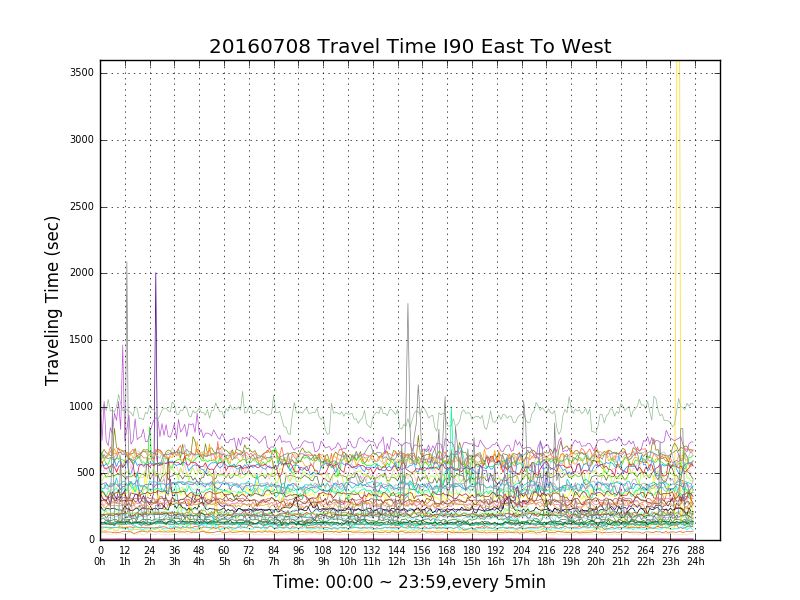 20160708 Travel Time I90 East To West
3500
3000
2500
2000
1500
1000
500
0
Traveling Time (sec)
0 12 24 36 48 60 72 84 96 108 120 132 144 156 168 180 192 204 216 228 240 252 264 276 288
0h 1h 2h 3h 4h 5h 6h 7h 8h 9h 10h 11h 12h 13h 14h 15h 16h 17h 18h 19h 20h 21h 22h 23h 24h
Time: 00:00 ~ 23:59,every 5min